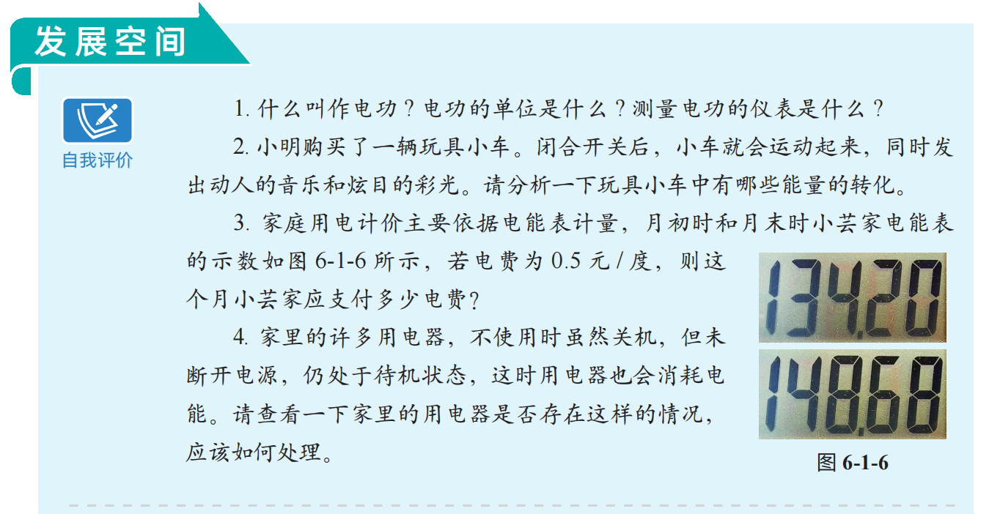 发展空间
自我评价
1. 什么叫作电功？电功的单位是什么？测量电功的仪表是什么？
2. 小明购买了一辆玩具小车。闭合开关后，小车就会运动起来，同时发
出动人的音乐和炫目的彩光。请分析一下玩具小车中有哪些能量的转化。
3. 家庭用电计价主要依据电能表计量，月初时和月末时小芸家电能表
的示数如图 6-1-6 所示，若电费为 0.5 元 / 度，则这
个月小芸家应支付多少电费？
4. 家里的许多用电器，不使用时虽然关机，但未
断开电源，仍处于待机状态，这时用电器也会消耗电
能。请查看一下家里的用电器是否存在这样的情况，
应该如何处理。
134.20
148.68
图 6-1-6